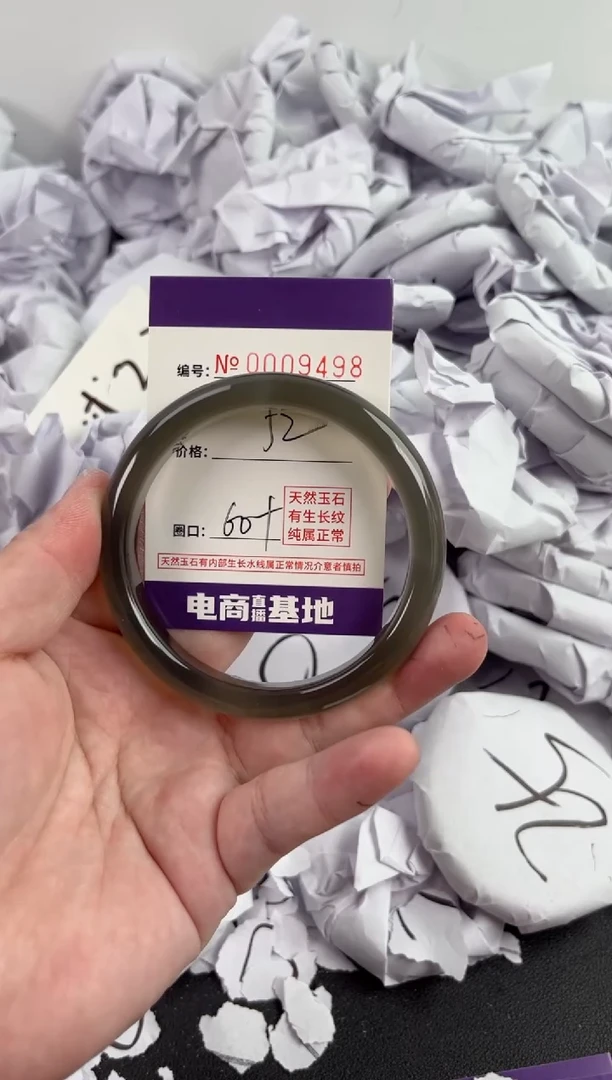 编号: № 0009498
价格: 52
圈口: 60+
天然玉石
有生长纹
纯属正常
天然玉石有内部生长水线属正常情况介意者慎拍
电商直播基地